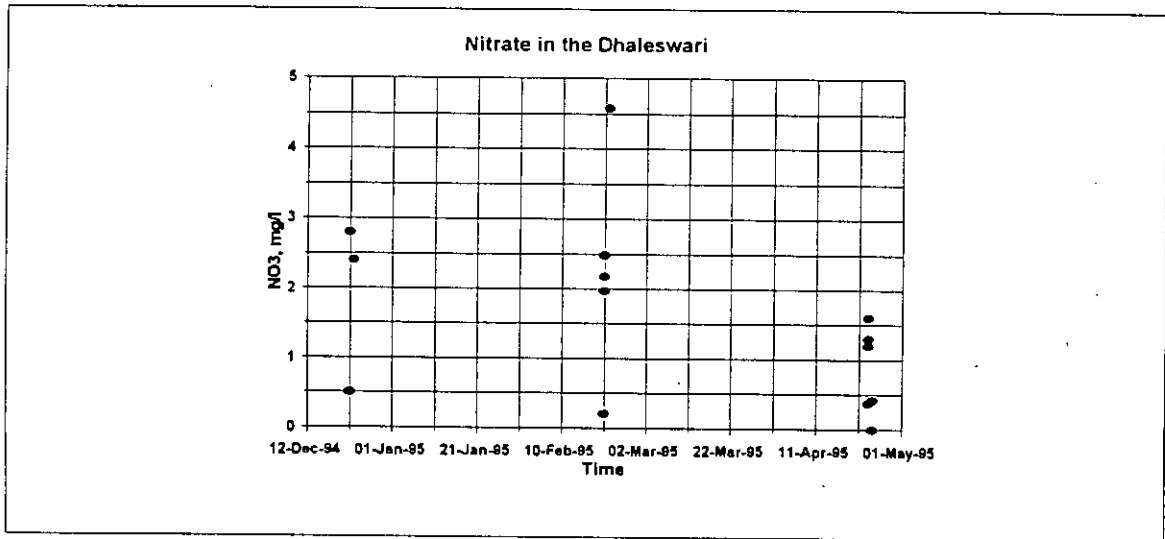 Nitrate in the Dhaleswari
5
4
3
2
1
0
NO3, mg/l
12-Dec-94 01-Jan-95 21-Jan-95 10-Feb-95 02-Mar-95 22-Mar-95 11-Apr-95 01-May-95
Time